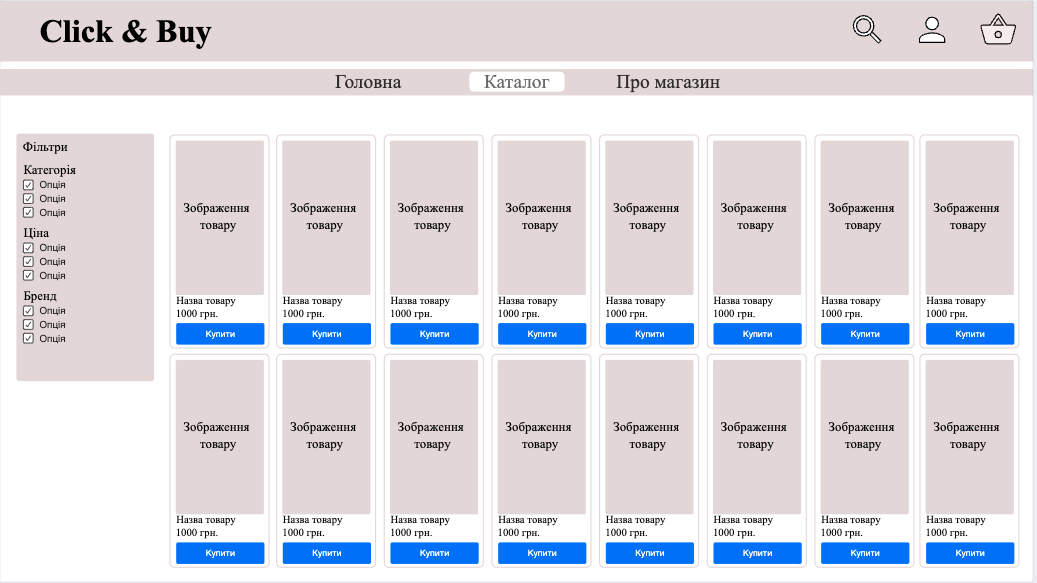 Click & Buy
Головна Каталог Про магазин
Фільтри
Категорія
Опція
Опція
Опція
Ціна
Опція
Опція
Опція
Бренд
Опція
Опція
Опція
Зображення Зображення Зображення Зображення Зображення Зображення Зображення Зображення
товару товару товару товару товару товару товару товару
Назва товару Назва товару Назва товару Назва товару Назва товару Назва товару Назва товару Назва товару
1000 грн. 1000 грн. 1000 грн. 1000 грн. 1000 грн. 1000 грн. 1000 грн. 1000 грн.
Купити Купити Купити Купити Купити Купити Купити Купити
Зображення Зображення Зображення Зображення Зображення Зображення Зображення Зображення
товару товару товару товару товару товару товару товару
Назва товару Назва товару Назва товару Назва товару Назва товару Назва товару Назва товару Назва товару
1000 грн. 1000 грн. 1000 грн. 1000 грн. 1000 грн. 1000 грн. 1000 грн. 1000 грн.
Купити Купити Купити Купити Купити Купити Купити Купити